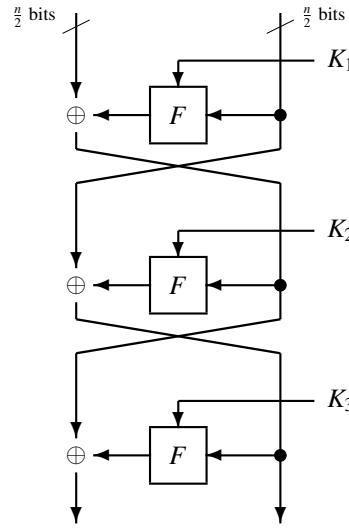 n/2 bits n/2 bits
K₁
F
K₂
F
K₃
F